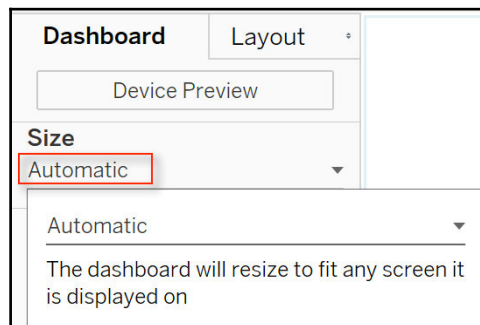 Dashboard Layout
Device Preview
Size
Automatic
Automatic
The dashboard will resize to fit any screen it
is displayed on